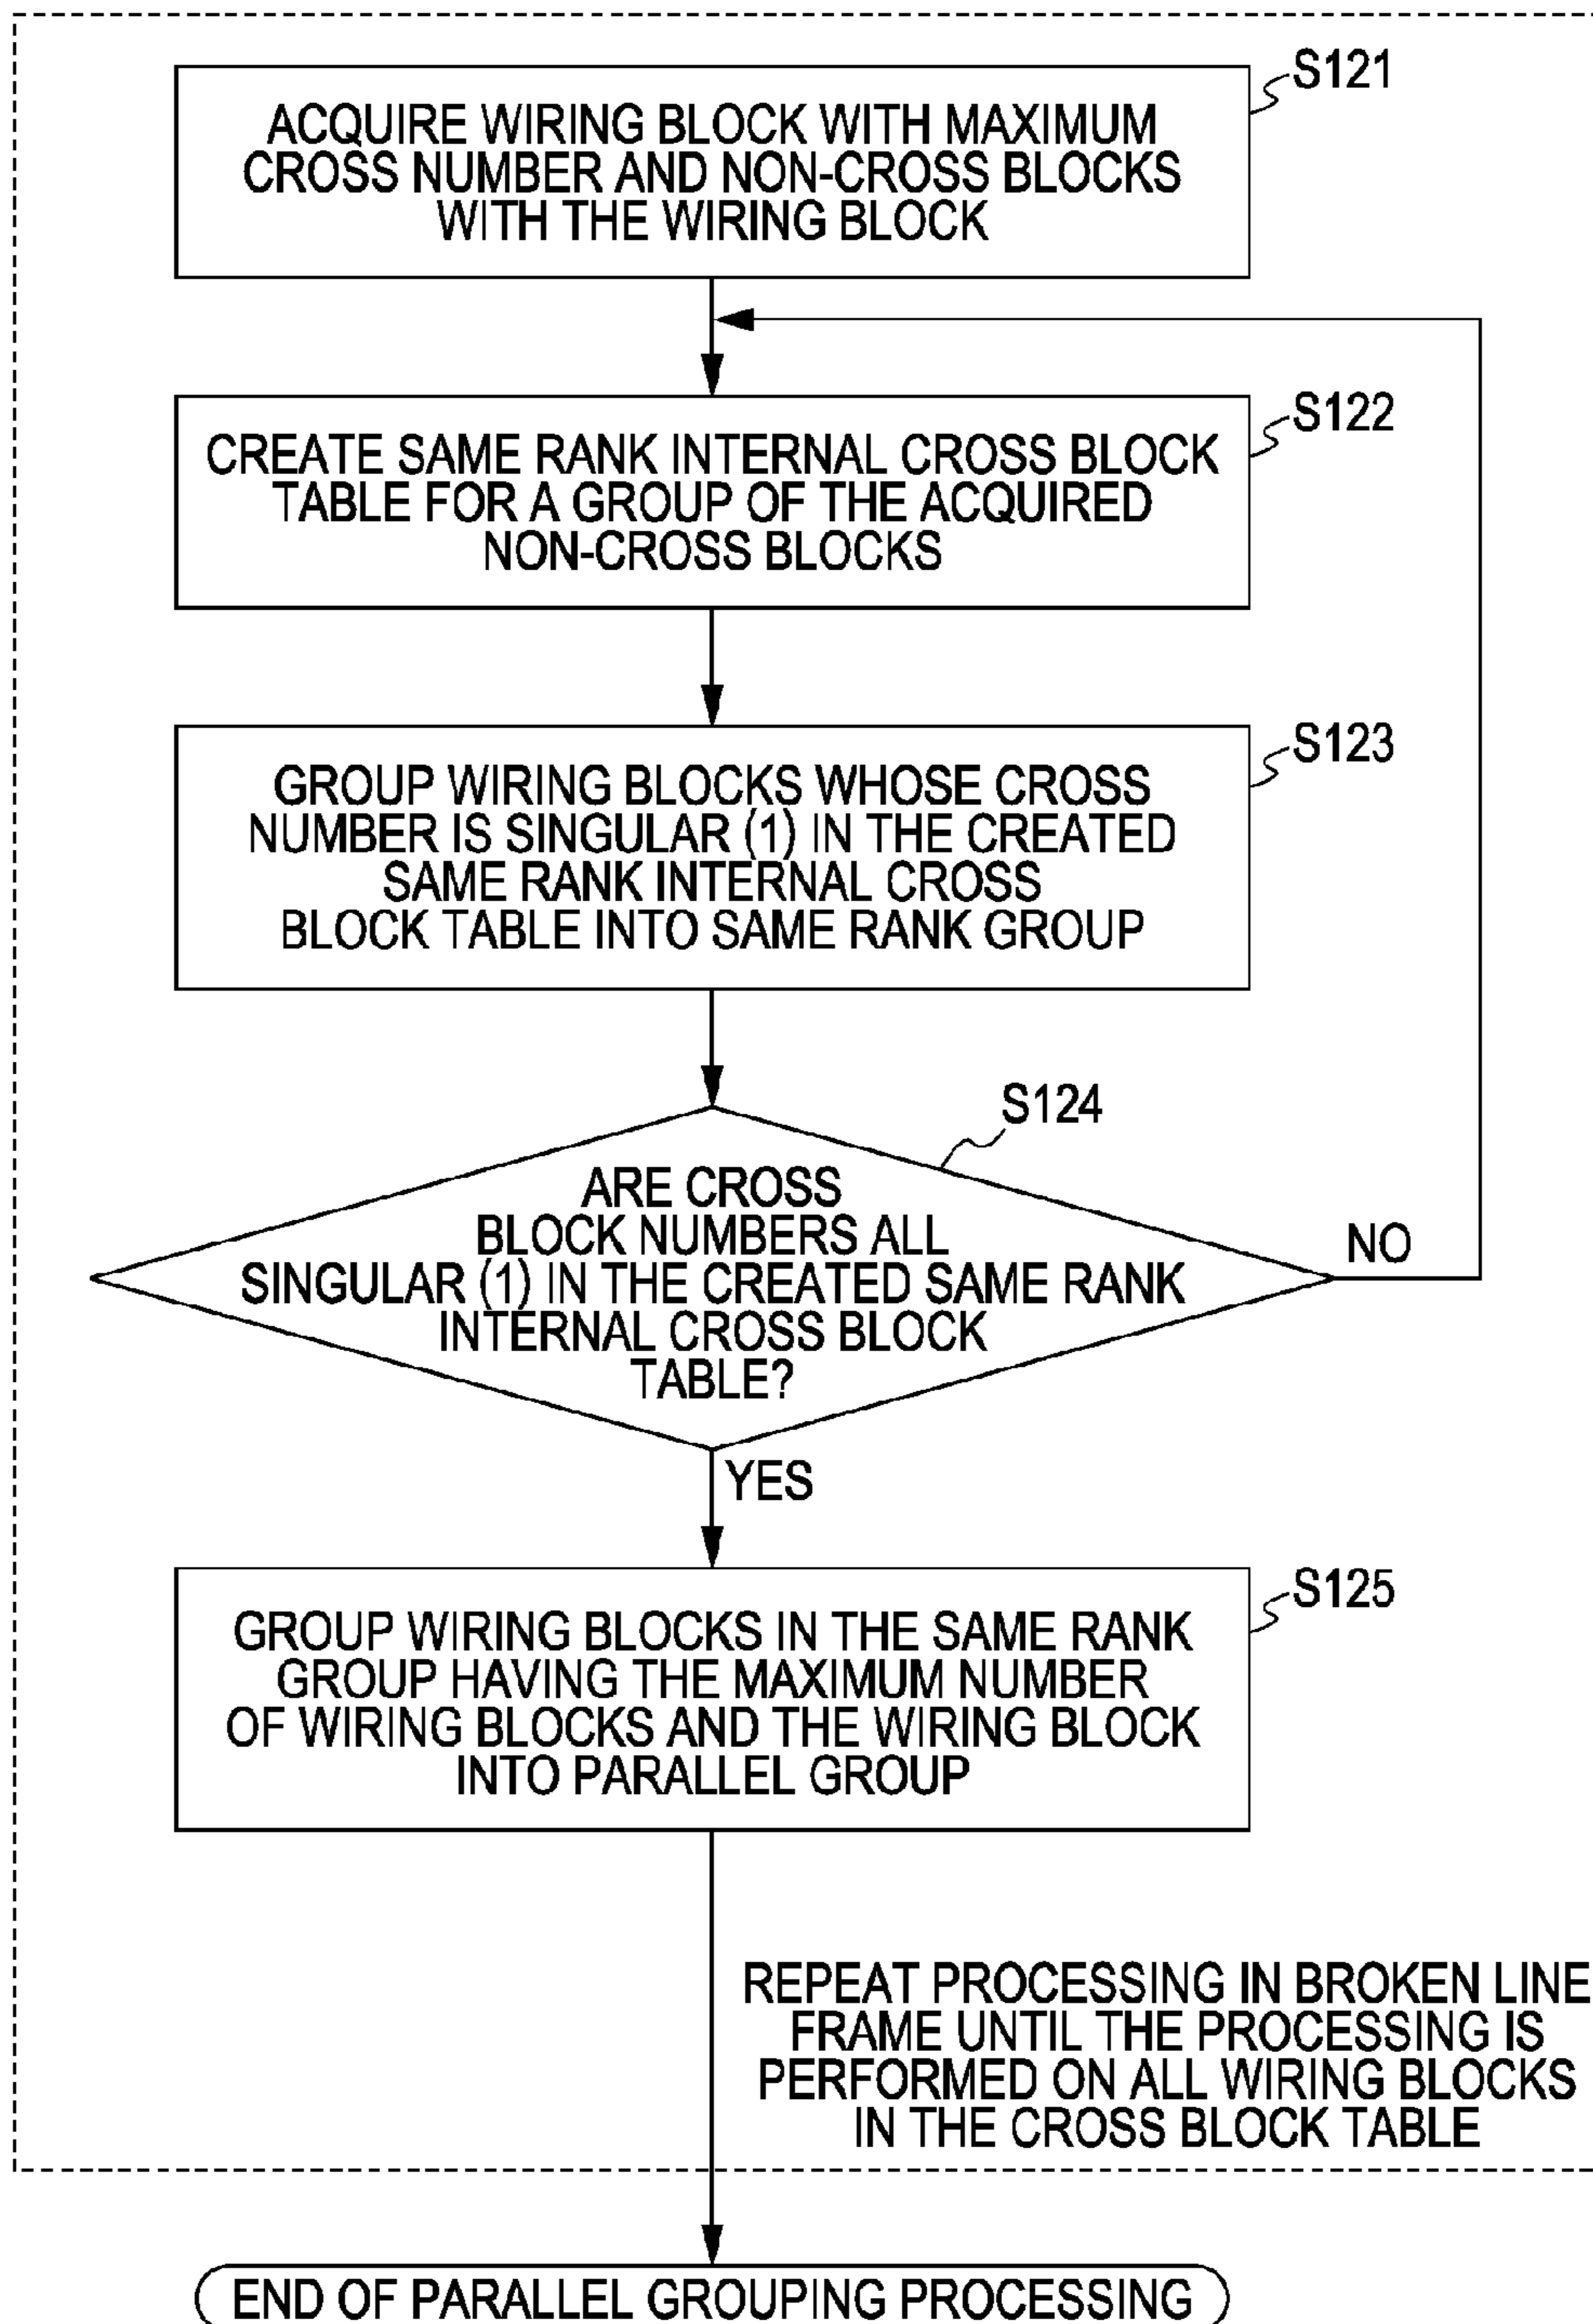 S121
ACQUIRE WIRING BLOCK WITH MAXIMUM
CROSS NUMBER AND NON-CROSS BLOCKS
WITH THE WIRING BLOCK
S122
CREATE SAME RANK INTERNAL CROSS BLOCK
TABLE FOR A GROUP OF THE ACQUIRED
NON-CROSS BLOCKS
S123
GROUP WIRING BLOCKS WHOSE CROSS
NUMBER IS SINGULAR (1) IN THE CREATED
SAME RANK INTERNAL CROSS
BLOCK TABLE INTO SAME RANK GROUP
S124
ARE CROSS
BLOCK NUMBERS ALL
SINGULAR (1) IN THE CREATED SAME RANK
INTERNAL CROSS BLOCK
TABLE?
NO
YES
S125
GROUP WIRING BLOCKS IN THE SAME RANK
GROUP HAVING THE MAXIMUM NUMBER
OF WIRING BLOCKS AND THE WIRING BLOCK
INTO PARALLEL GROUP
REPEAT PROCESSING IN BROKEN LINE
FRAME UNTIL THE PROCESSING IS
PERFORMED ON ALL WIRING BLOCKS
IN THE CROSS BLOCK TABLE
END OF PARALLEL GROUPING PROCESSING